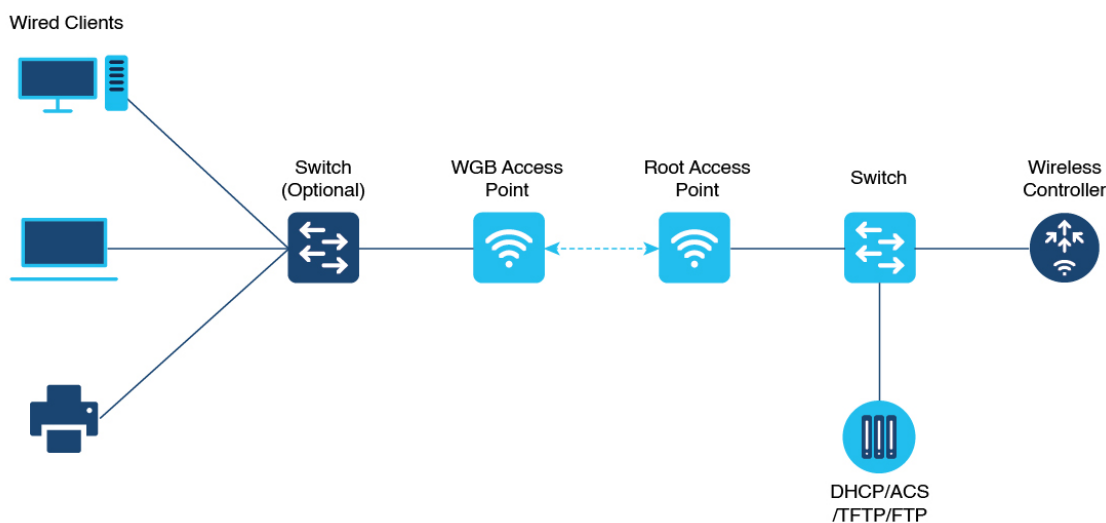 Wired Clients
Switch
(Optional)
WGB Access
Point
Root Access
Point
Switch
Wireless
Controller
DHCP/ACS
/TFTP/FTP